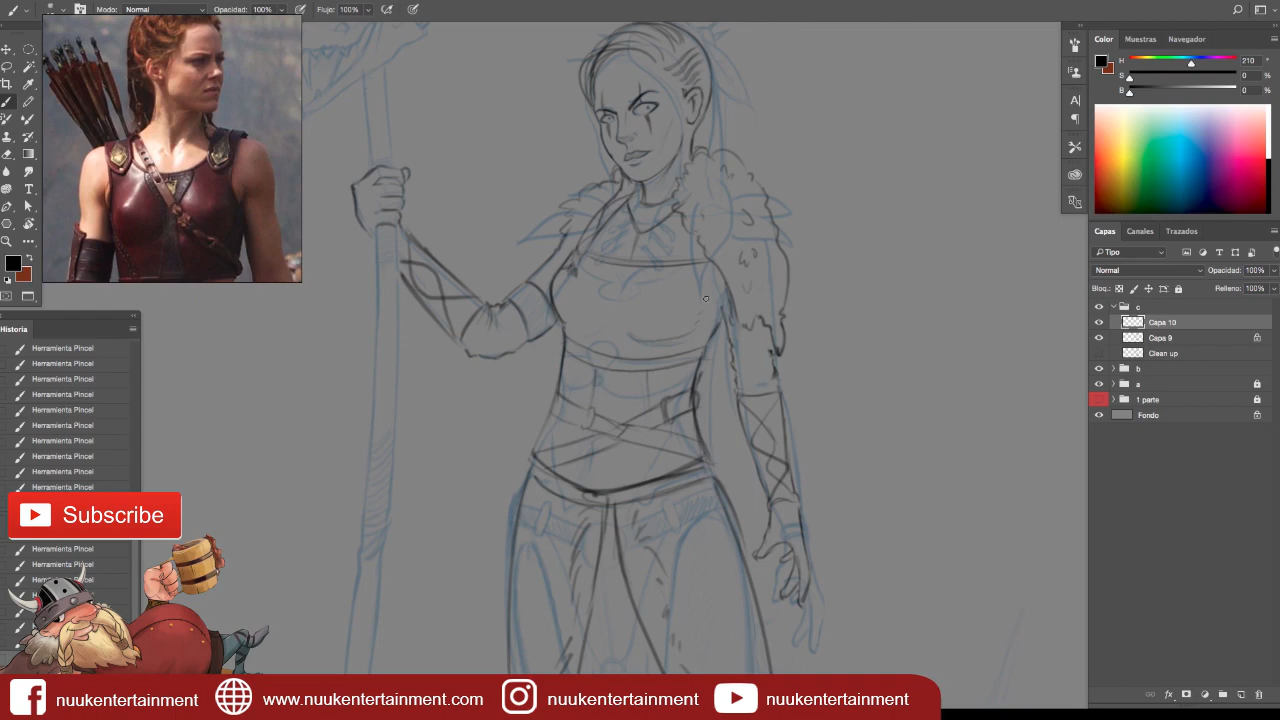 Modo: Normal Opacidad: 100% Flujo: 100%
Color Muestras Navegador
H 210 °
S 0 %
B 0 %
Capas Canales Trazados
Tipo
Normal Opacidad: 100%
Bloq.: Relleno: 100%
c
Capa 10
Capa 9
Clean up
b
a
1 parte
Fondo
Historia
Herramienta Pincel
Herramienta Pincel
Herramienta Pincel
Herramienta Pincel
Herramienta Pincel
Herramienta Pincel
Herramienta Pincel
Herramienta Pincel
Herramienta Pincel
Herramienta Pincel
Subscribe
Herramienta Pincel
Herramienta Pincel
Herramienta Pincel
nuukentertainment www.nuukentertainment.com nuukentertainment nuukentertainment